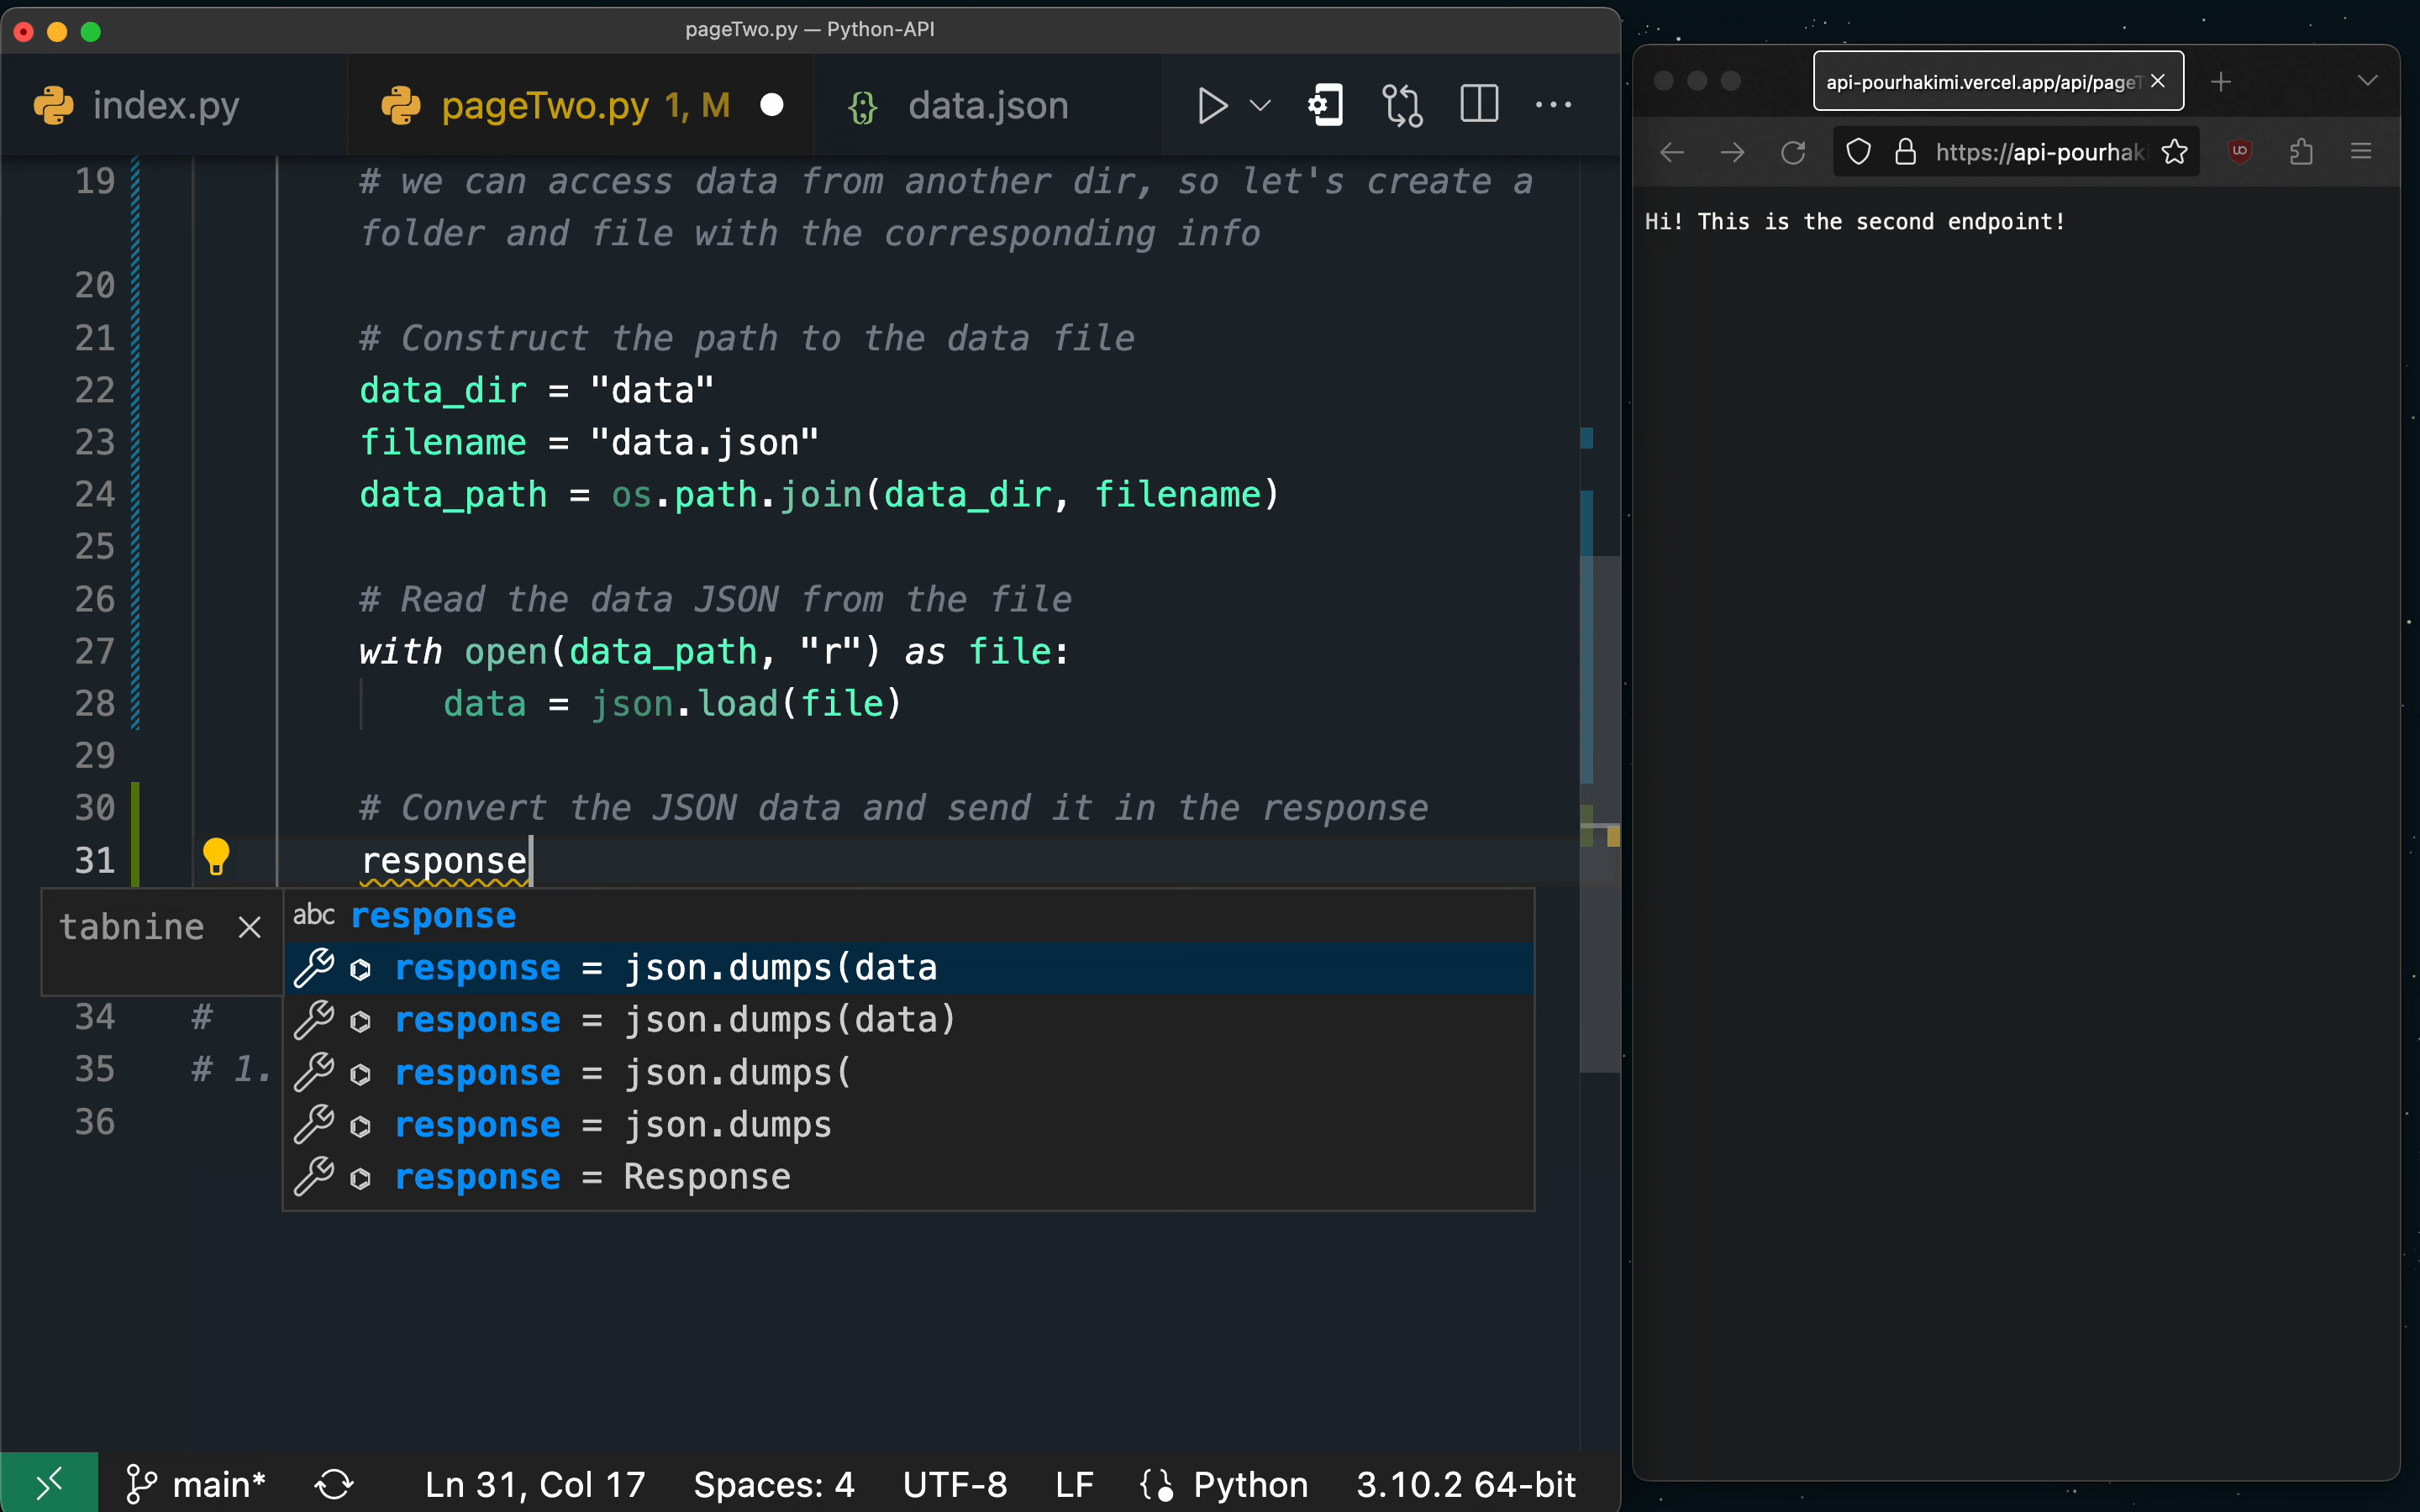 pageTwo.py — Python-API
index.py
pageTwo.py 1, M
data.json
19 # we can access data from another dir, so let's create a
folder and file with the corresponding info
20
21 # Construct the path to the data file
22 data_dir = "data"
23 filename = "data.json"
24 data_path = os.path.join(data_dir, filename)
25
26 # Read the data JSON from the file
27 with open(data_path, "r") as file:
28 data = json.load(file)
29
30 # Convert the JSON data and send it in the response
31 response
tabnine
abc response
response = json.dumps(data
response = json.dumps(data)
response = json.dumps(
response = json.dumps
response = Response
34 #
35 # 1.
36
main*
Ln 31, Col 17
Spaces: 4
UTF-8
LF
Python
3.10.2 64-bit
api-pourhakimi.vercel.app/api/pageT
https://api-pourhak
Hi! This is the second endpoint!